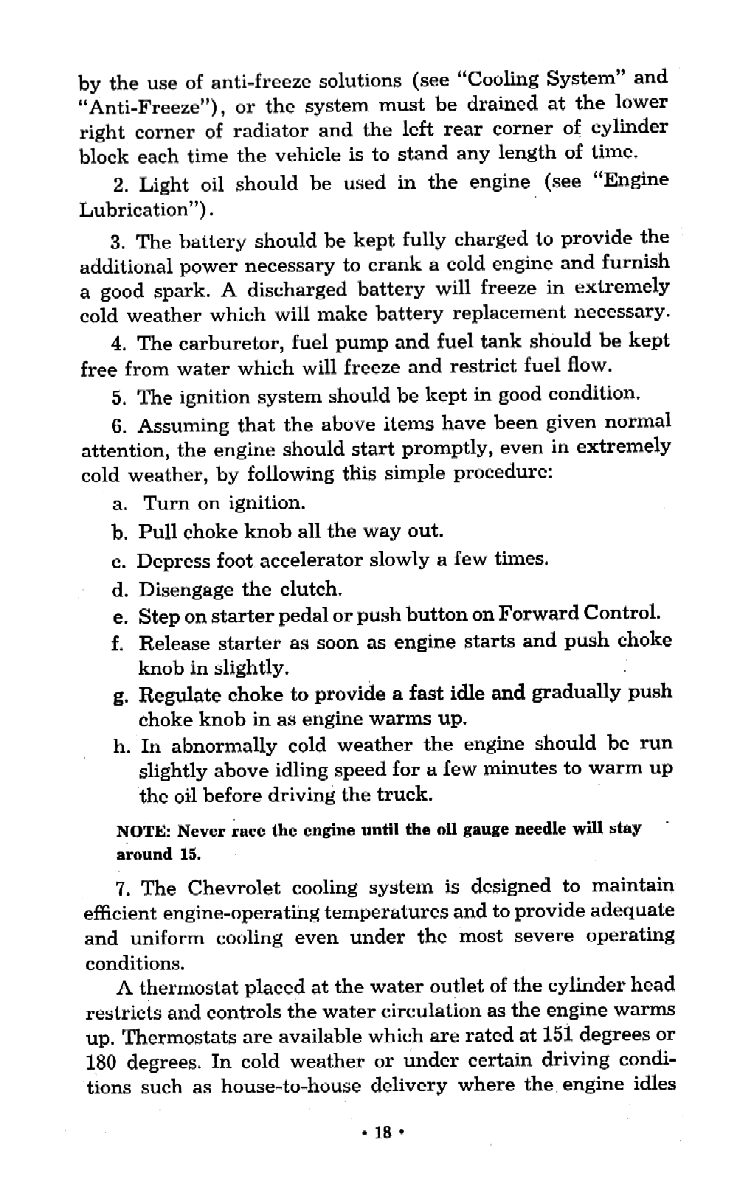 by the use of anti-freeze solutions (see “Cooling System” and
“Anti-Freeze”), or the system must be drained at the lower
right corner of radiator and the left rear corner of cylinder
block each time the vehicle is to stand any length of time.
2. Light oil should be used in the engine (see “Engine
Lubrication”).
3. The battery should be kept fully charged to provide the
additional power necessary to crank a cold engine and furnish
a good spark. A discharged battery will freeze in extremely
cold weather which will make battery replacement necessary.
4. The carburetor, fuel pump and fuel tank should be kept
free from water which will freeze and restrict fuel flow.
5. The ignition system should be kept in good condition.
6. Assuming that the above items have been given normal
attention, the engine should start promptly, even in extremely
cold weather, by following this simple procedure:
a. Turn on ignition.
b. Pull choke knob all the way out.
c. Depress foot accelerator slowly a few times.
d. Disengage the clutch.
e. Step on starter pedal or push button on Forward Control.
f. Release starter as soon as engine starts and push choke
knob in slightly.
g. Regulate choke to provide a fast idle and gradually push
choke knob in as engine warms up.
h. In abnormally cold weather the engine should be run
slightly above idling speed for a few minutes to warm up
the oil before driving the truck.
NOTE: Never race the engine until the oil gauge needle will stay
around 15.
7. The Chevrolet cooling system is designed to maintain
efficient engine-operating temperatures and to provide adequate
and uniform cooling even under the most severe operating
conditions.
A thermostat placed at the water outlet of the cylinder head
restricts and controls the water circulation as the engine warms
up. Thermostats are available which are rated at 151 degrees or
180 degrees. In cold weather or under certain driving condi-
tions such as house-to-house delivery where the engine idles
• 18 •